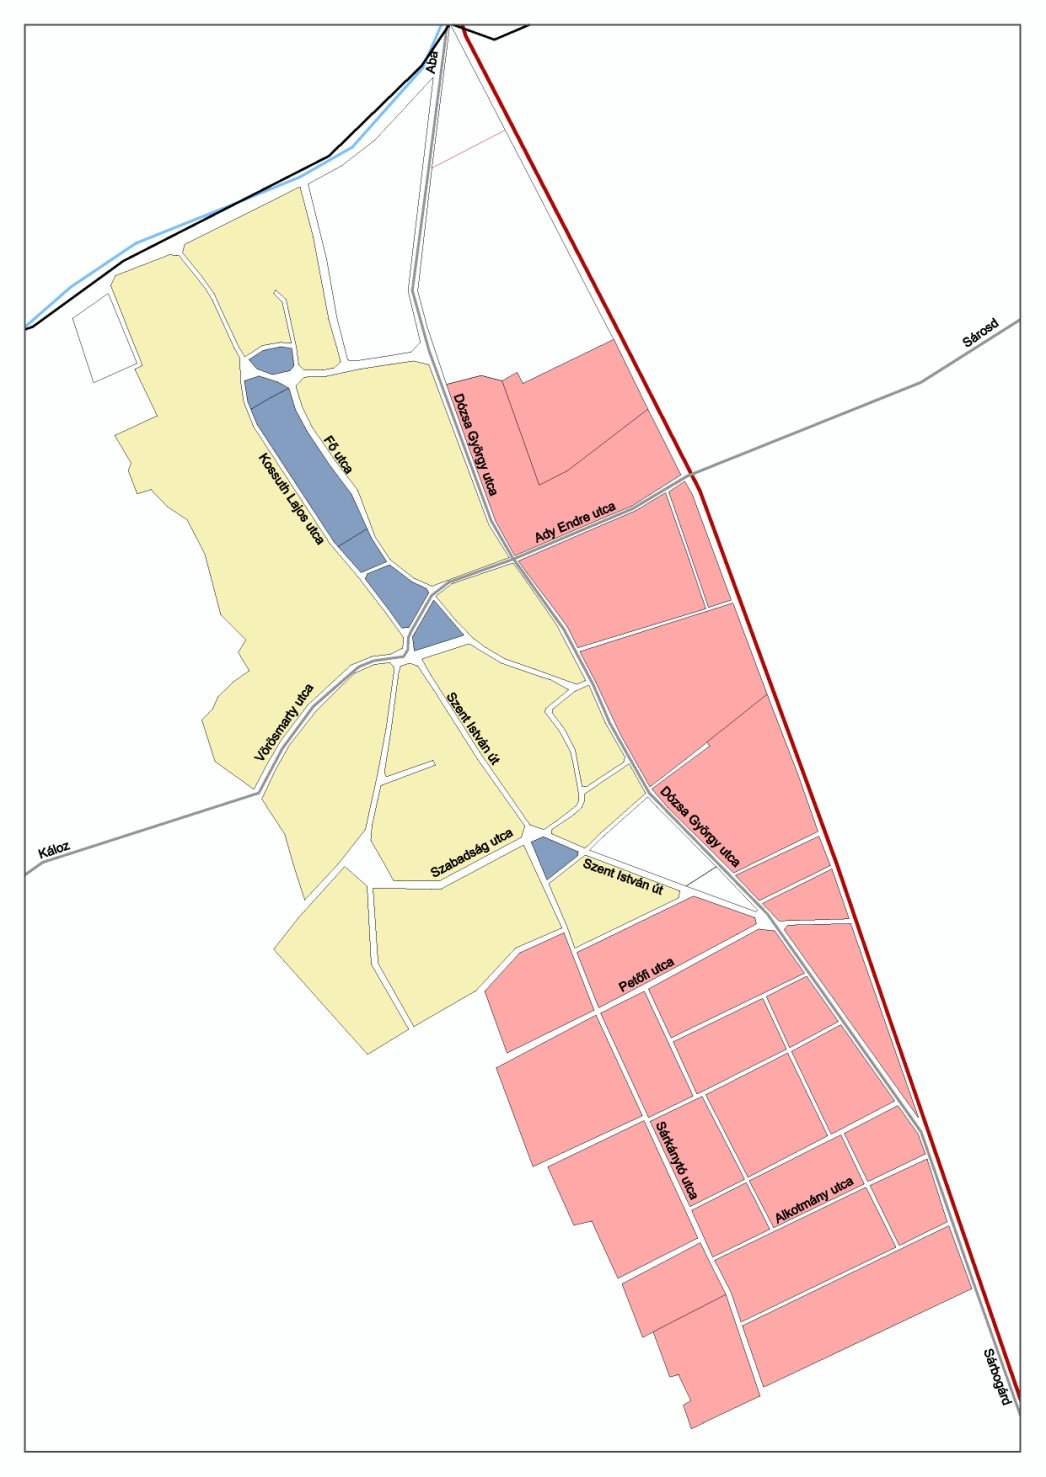 Aba
Sárosd
Dózsa György utca
Fő utca
Kossuth Lajos utca
Ady Endre utca
Vörösmarty utca
Szent István út
Dózsa György utca
Káloz
Szabadság utca
Szent István út
Petőfi utca
Sárkánytó utca
Alkotmány utca
Sárbogárd